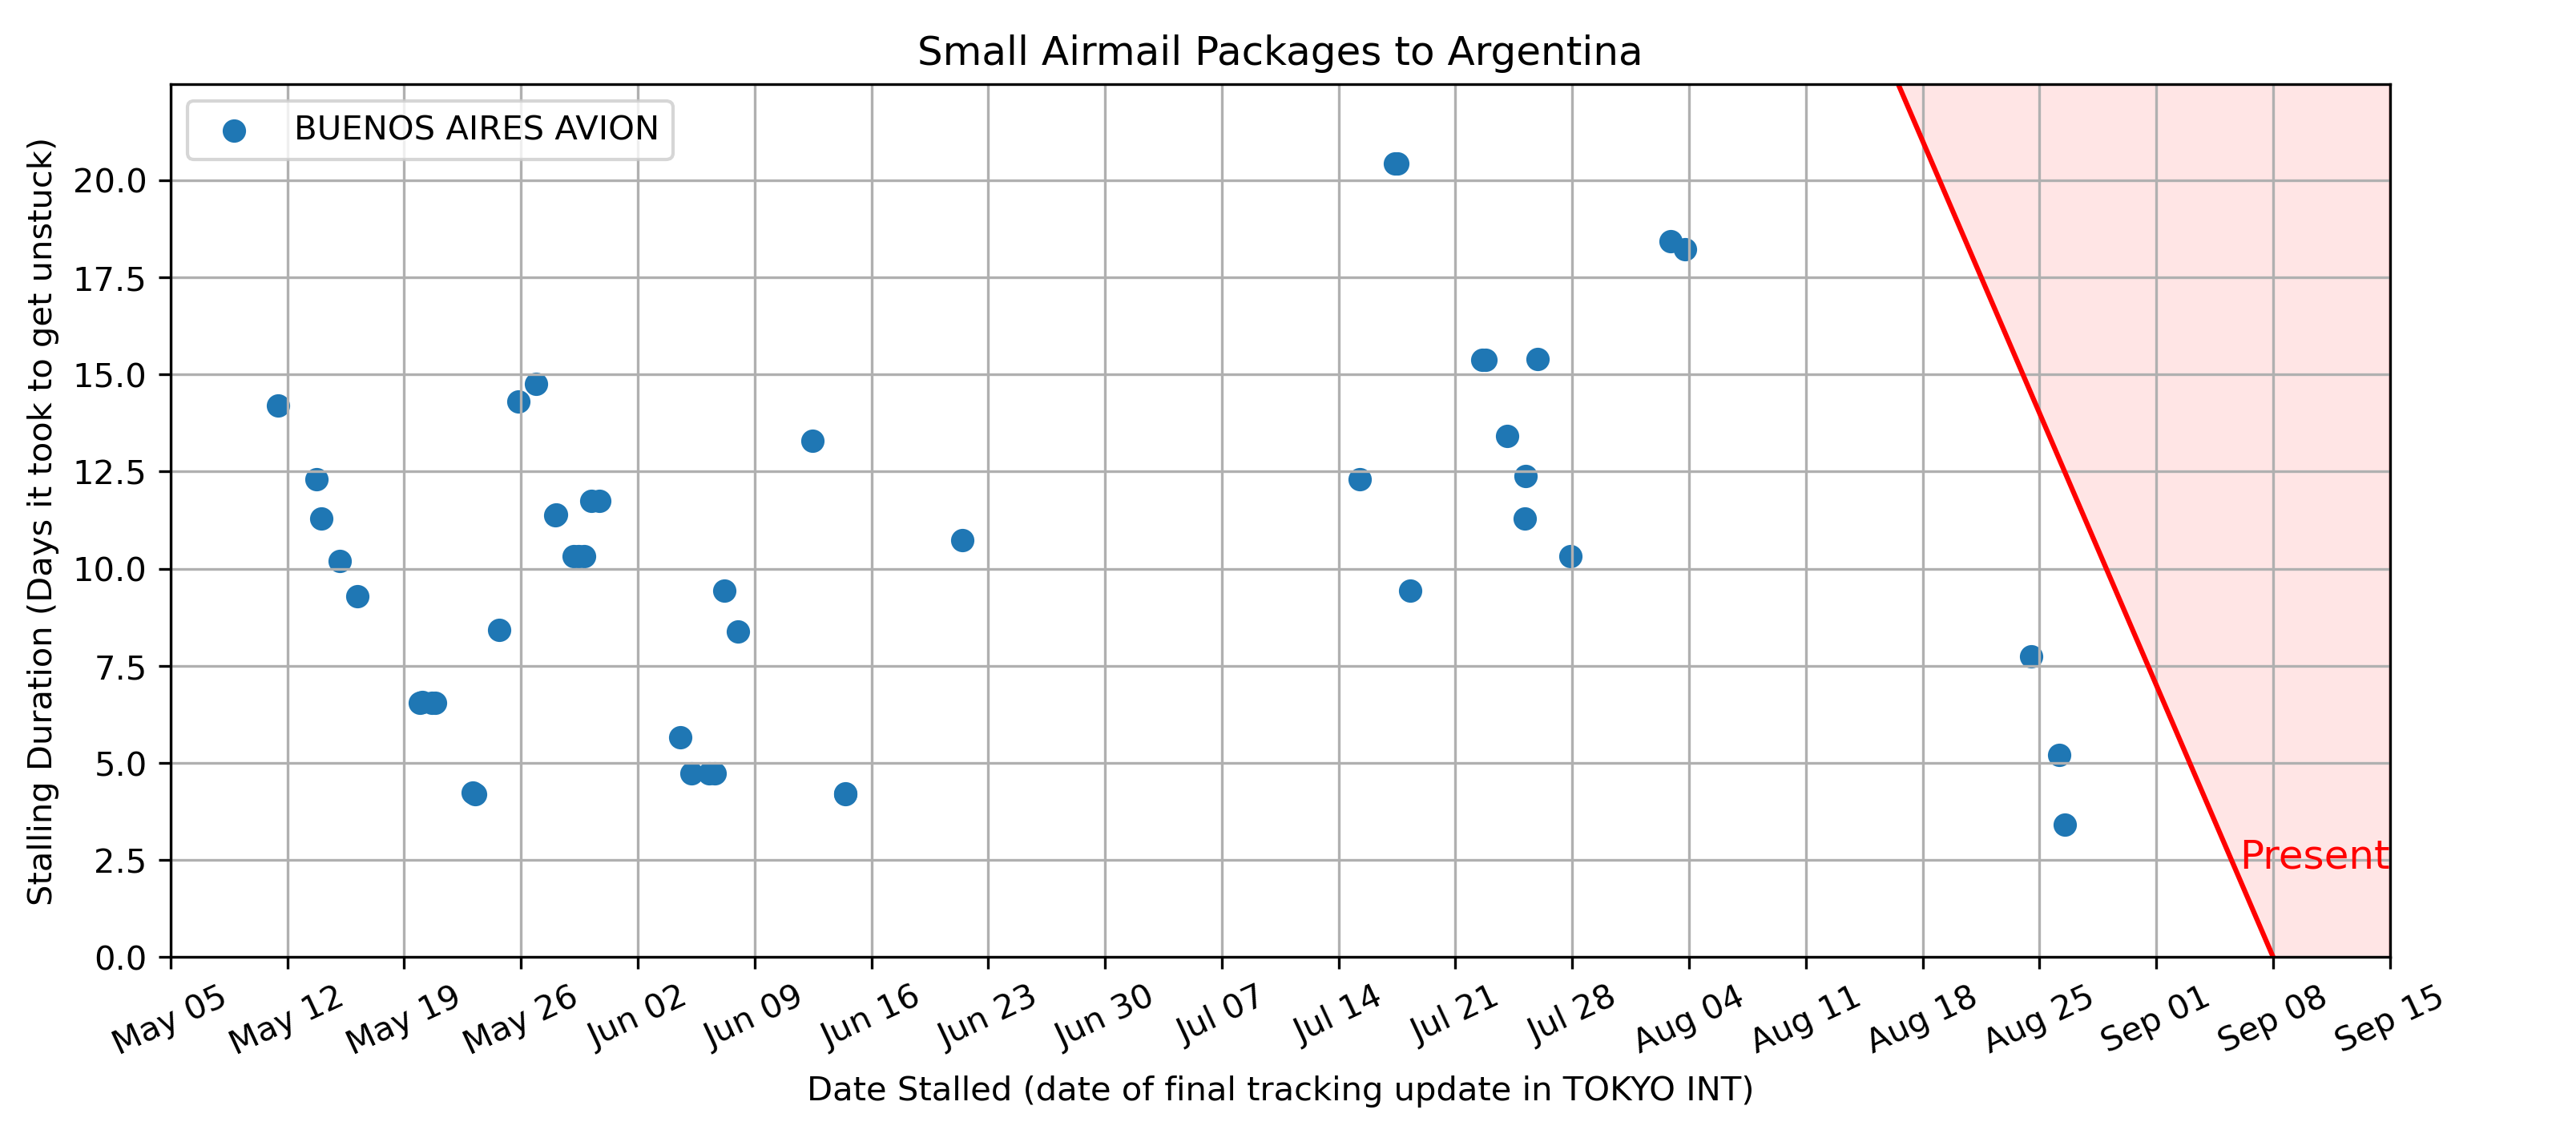 Small Airmail Packages to Argentina
BUENOS AIRES AVION
Stalling Duration (Days it took to get unstuck)
20.0
17.5
15.0
12.5
10.0
7.5
5.0
2.5
0.0
Present
May 05
May 12
May 19
May 26
Jun 02
Jun 09
Jun 16
Jun 23
Jun 30
Jul 07
Jul 14
Jul 21
Jul 28
Aug 04
Aug 11
Aug 18
Aug 25
Sep 01
Sep 08
Sep 15
Date Stalled (date of final tracking update in TOKYO INT)